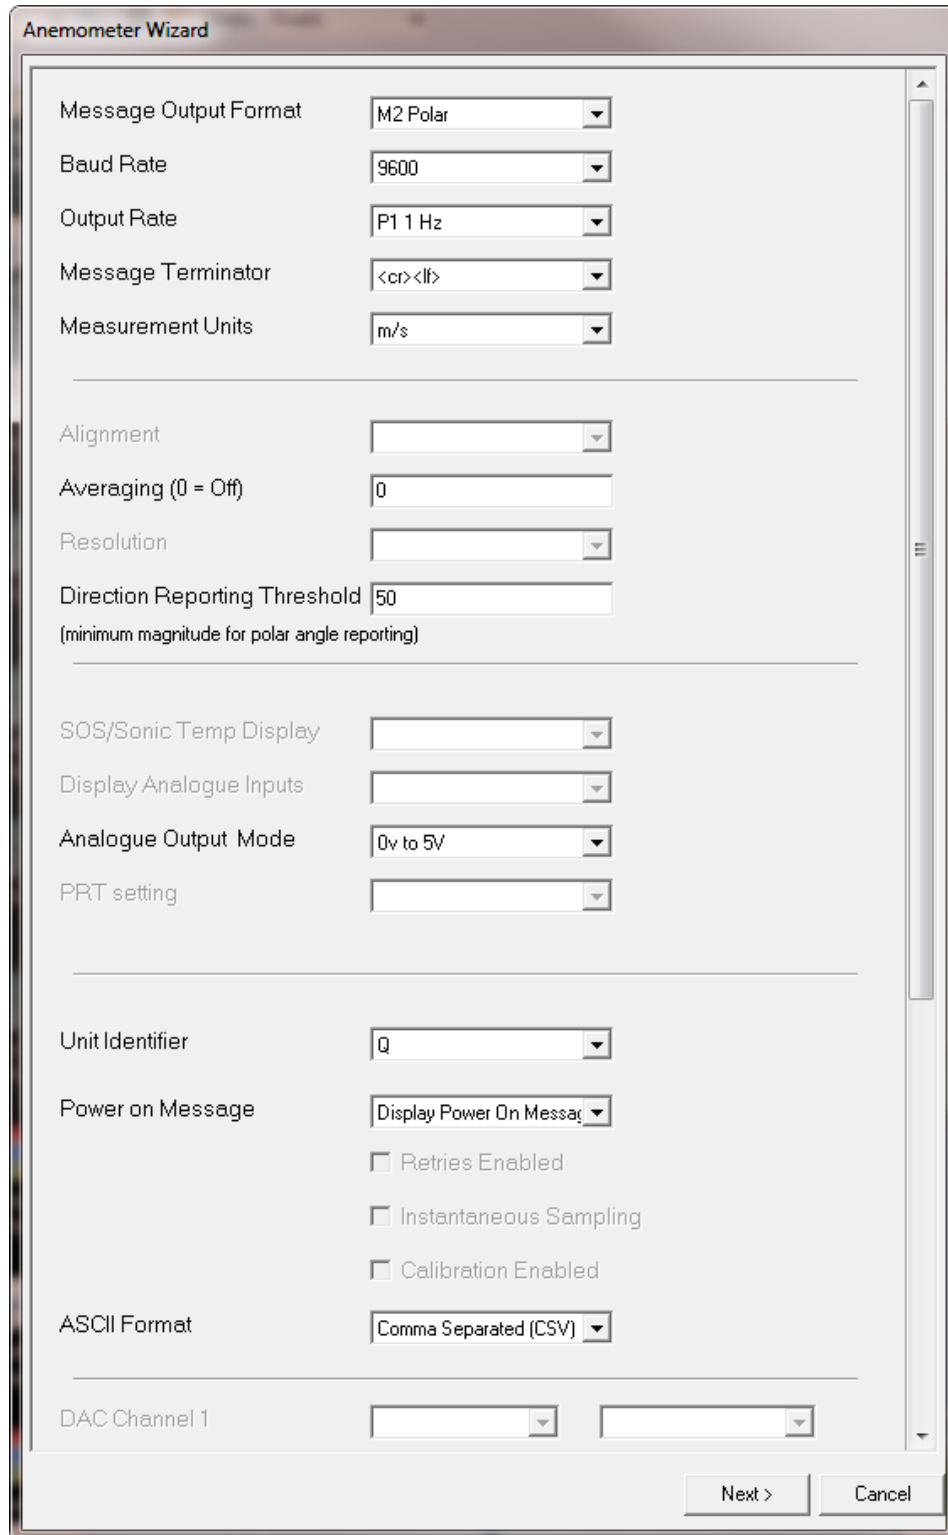 Anemometer Wizard
Message Output Format M2 Polar
Baud Rate 9600
Output Rate P1 1 Hz
Message Terminator <cr><lf>
Measurement Units m/s
Alignment
Averaging (0 = Off) 0
Resolution
Direction Reporting Threshold 50
(minimum magnitude for polar angle reporting)
SOS/Sonic Temp Display
Display Analogue Inputs
Analogue Output Mode 0v to 5V
PRT setting
Unit Identifier Q
Power on Message Display Power On Messag
Retries Enabled
Instantaneous Sampling
Calibration Enabled
ASCII Format Comma Separated (CSV)
DAC Channel 1
Next > Cancel